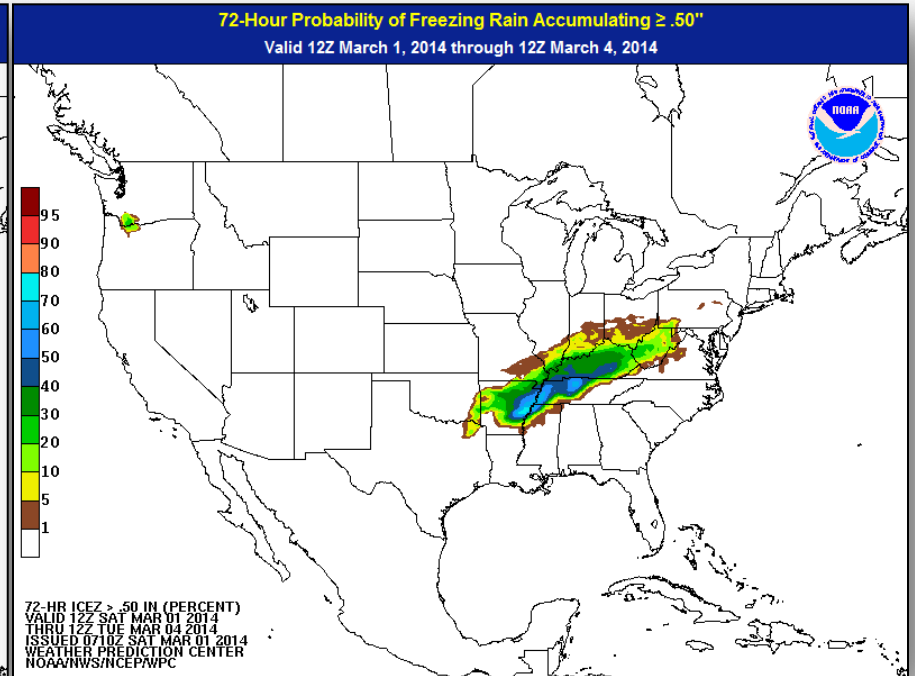 72-Hour Probability of Freezing Rain Accumulating ≥ .50"
Valid 12Z March 1, 2014 through 12Z March 4, 2014
NOAA
95
90
80
70
60
50
40
30
20
10
5
1
72-HR ICEZ > .50 IN (PERCENT)
VALID 12Z SAT MAR 01 2014
THRU 12Z TUE MAR 04 2014
ISSUED 0710Z SAT MAR 01 2014
WEATHER PREDICTION CENTER
NOAA/NWS/NCEP/WPC